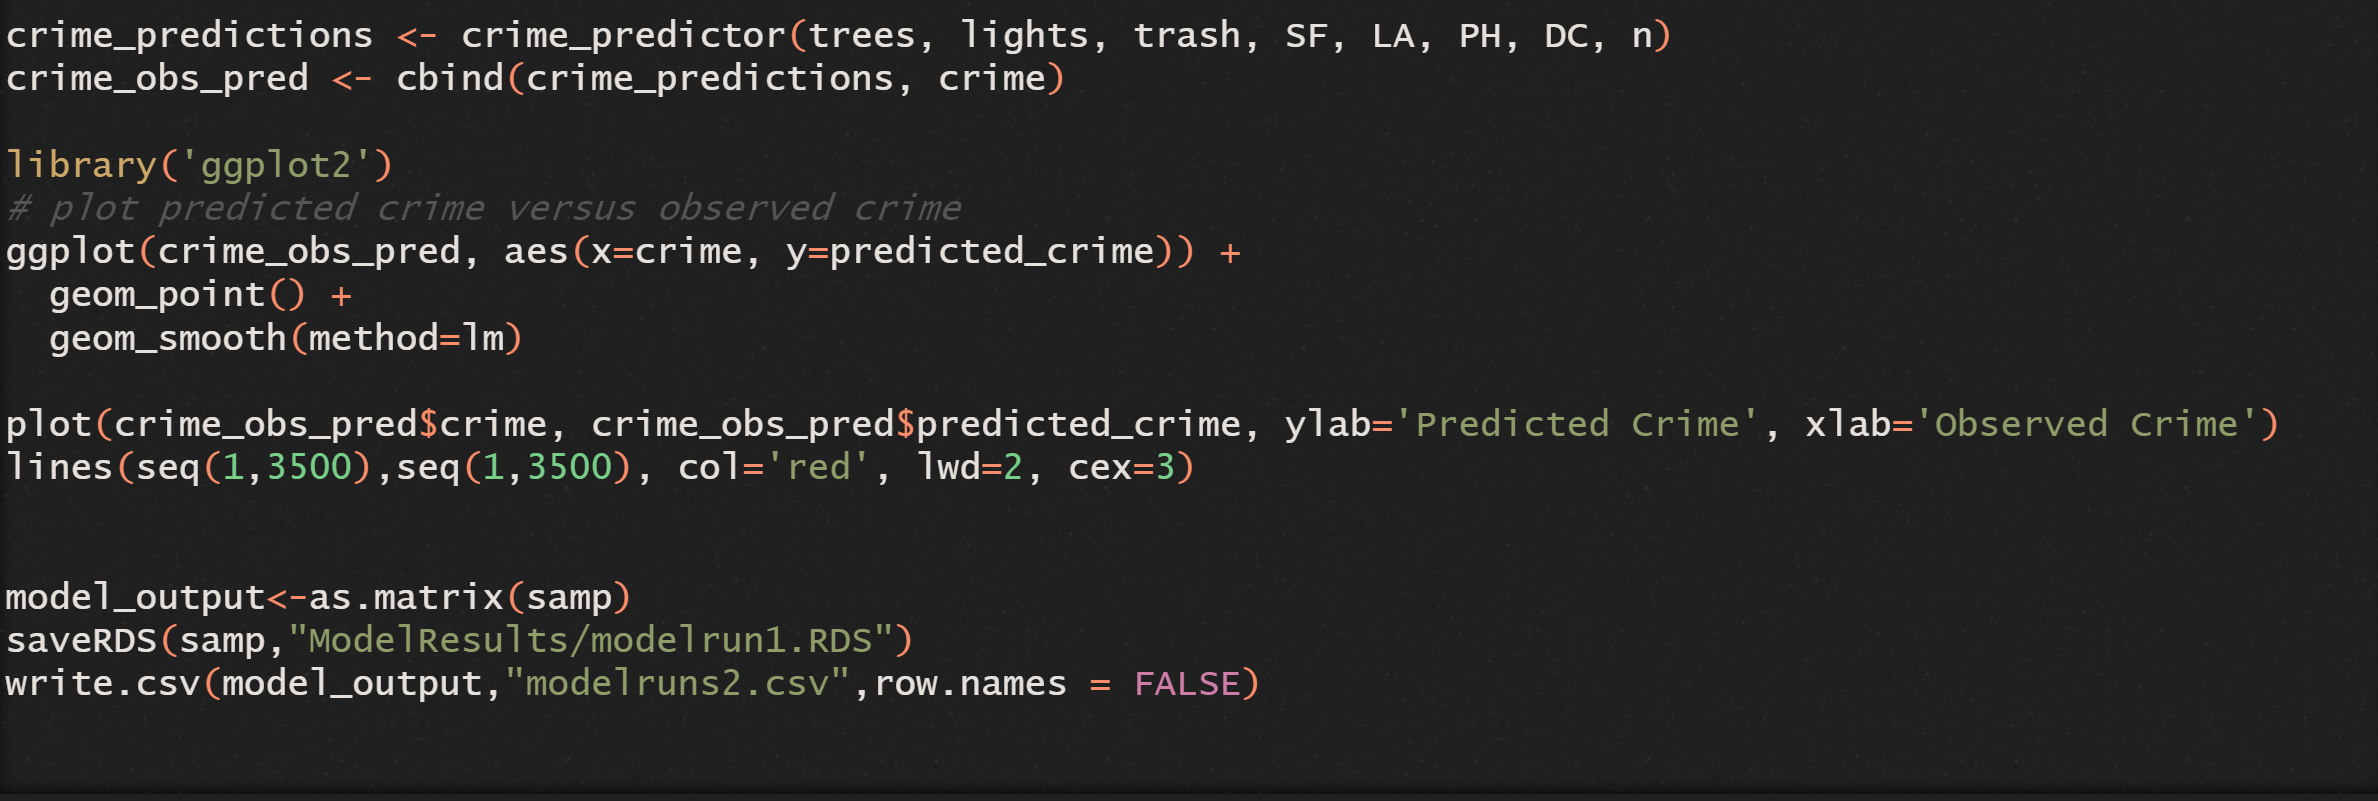 crime_predictions <- crime_predictor(trees, lights, trash, SF, LA, PH, DC, n)
crime_obs_pred <- cbind(crime_predictions, crime)
library('ggplot2')
# plot predicted crime versus observed crime
ggplot(crime_obs_pred, aes(x=crime, y=predicted_crime)) +
  geom_point() +
  geom_smooth(method=lm)
plot(crime_obs_pred$crime, crime_obs_pred$predicted_crime, ylab='Predicted Crime', xlab='Observed Crime')
lines(seq(1,3500),seq(1,3500), col='red', lwd=2, cex=3)
model_output<-as.matrix(samp)
saveRDS(samp,"ModelResults/modelrun1.RDS")
write.csv(model_output,"modelruns2.csv",row.names = FALSE)